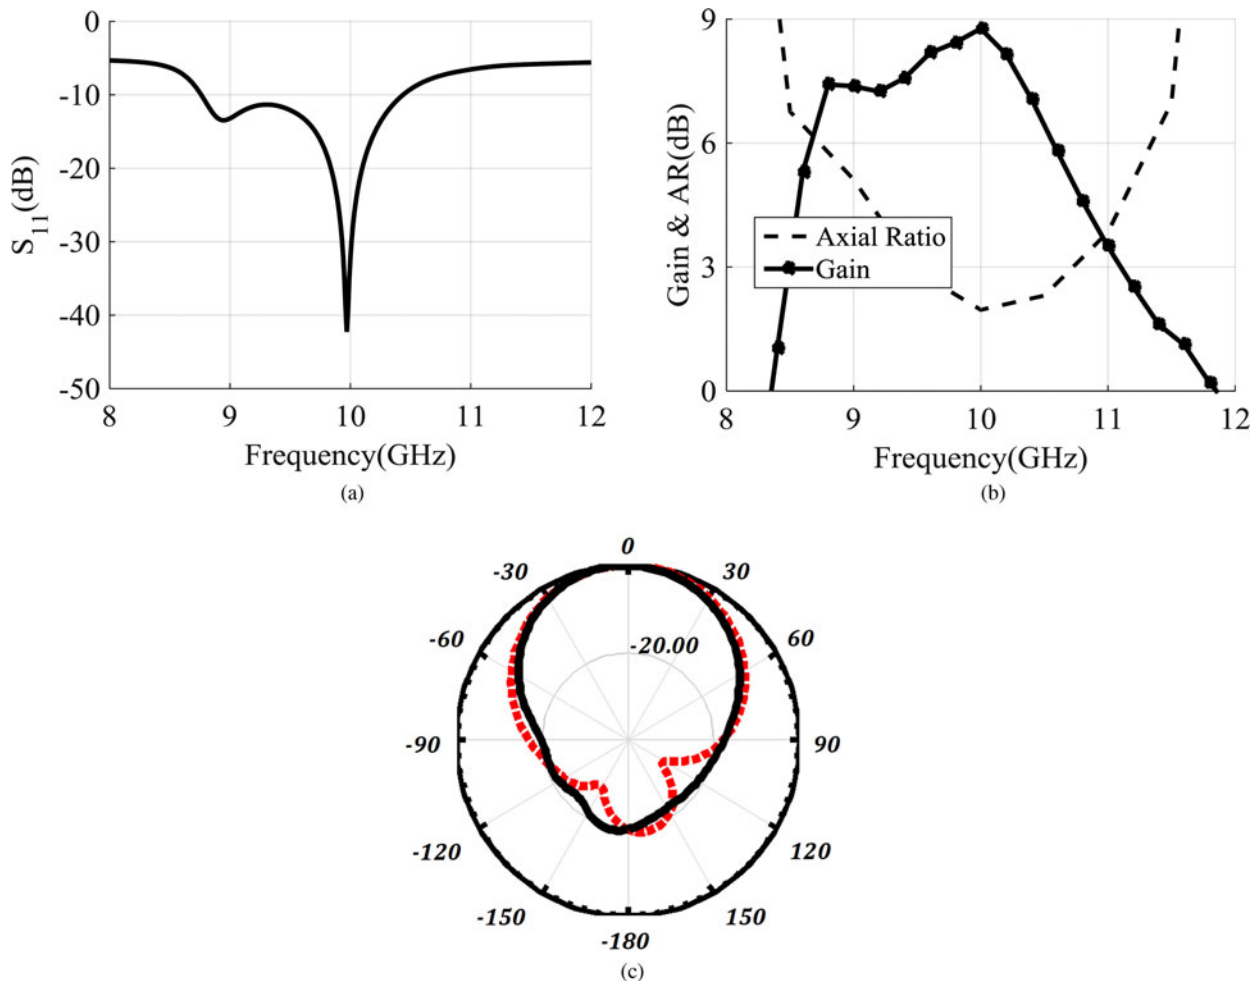 0
-10
-20
-30
-40
-50
S11(dB)
8 9 10 11 12
Frequency(GHz)
(a)
9
6
3
0
Gain & AR(dB)
Axial Ratio
Gain
8 9 10 11 12
Frequency(GHz)
(b)
0
-30 30
-60 60
-20.00
-90 90
-120 120
-150 150
-180
(c)